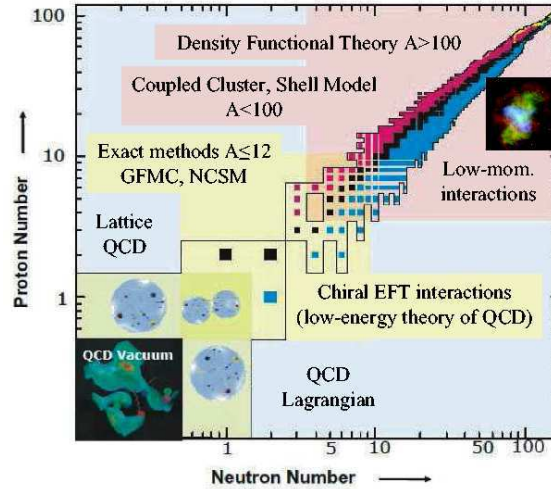 100
Density Functional Theory A>100
Coupled Cluster, Shell Model
A<100
Exact methods A≤12
GFMC, NCSM
Low-mom.
interactions
10
Lattice
QCD
Chiral EFT interactions
(low-energy theory of QCD)
1
QCD Vacuum
QCD
Lagrangian
Proton Number
1
5
10
50
100
Neutron Number